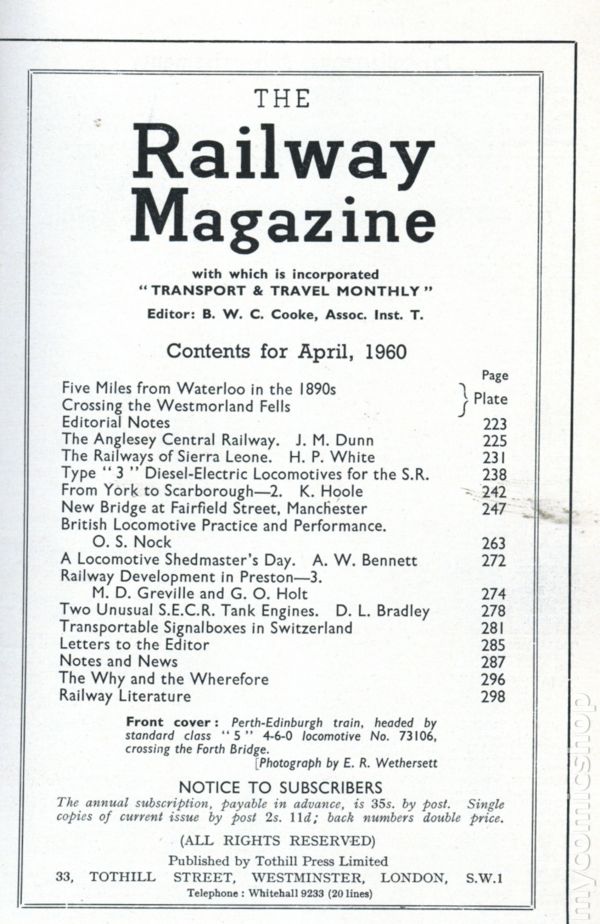 THE
Railway
Magazine
with which is incorporated
"TRANSPORT & TRAVEL MONTHLY"
Editor: B. W. C. Cooke, Assoc. Inst. T.
Contents for April, 1960
Page
Five Miles from Waterloo in the 1890s
Crossing the Westmorland Fells
} Plate
Editorial Notes 223
The Anglesey Central Railway. J. M. Dunn 225
The Railways of Sierra Leone. H. P. White 231
Type "3" Diesel-Electric Locomotives for the S.R. 238
From York to Scarborough—2. K. Hoole 242
New Bridge at Fairfield Street, Manchester 247
British Locomotive Practice and Performance.
O. S. Nock 263
A Locomotive Shedmaster's Day. A. W. Bennett 272
Railway Development in Preston—3.
M. D. Greville and G. O. Holt 274
Two Unusual S.E.C.R. Tank Engines. D. L. Bradley 278
Transportable Signalboxes in Switzerland 281
Letters to the Editor 285
Notes and News 287
The Why and the Wherefore 296
Railway Literature 298
Front cover: Perth-Edinburgh train, headed by
standard class "5" 4-6-0 locomotive No. 73106,
crossing the Forth Bridge.
[Photograph by E. R. Wethersett
NOTICE TO SUBSCRIBERS
The annual subscription, payable in advance, is 35s. by post. Single
copies of current issue by post 2s. 11d; back numbers double price.
(ALL RIGHTS RESERVED)
Published by Tothill Press Limited
33, TOTHILL STREET, WESTMINSTER, LONDON, S.W.1
Telephone: Whitehall 9233 (20 lines)
mycomicshop